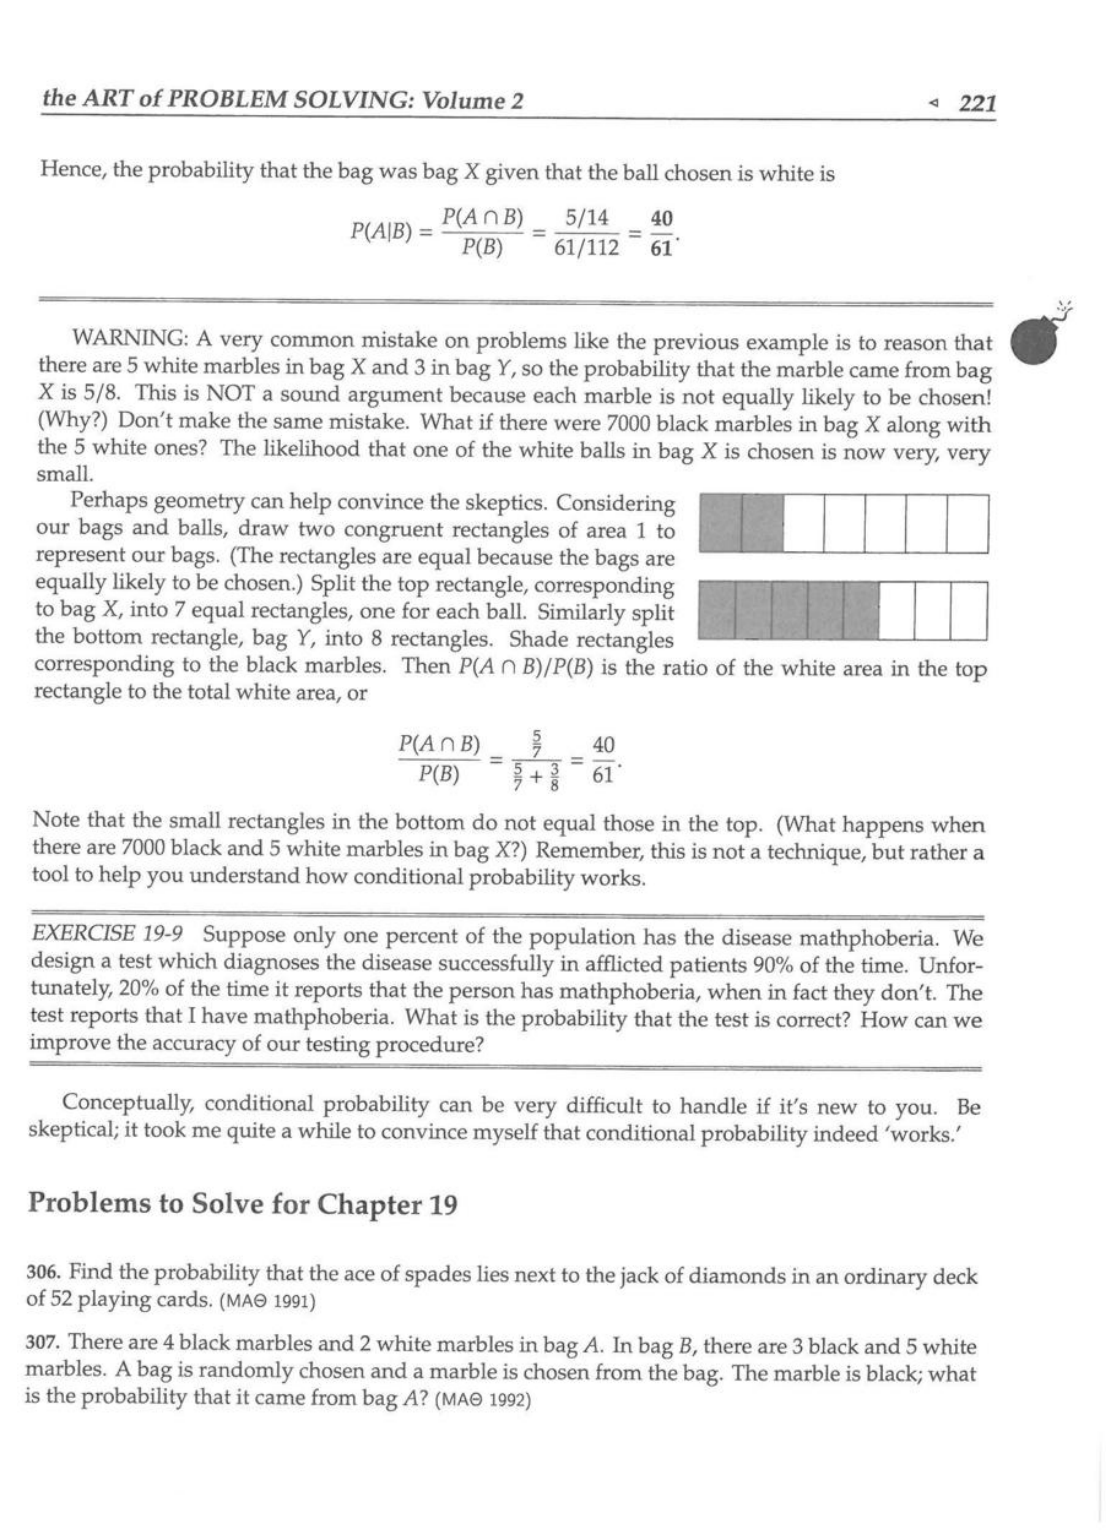 the ART of PROBLEM SOLVING: Volume 2 ◁ 221
Hence, the probability that the bag was bag X given that the ball chosen is white is
P(A|B) = P(A ∩ B)/P(B) = (5/14)/(61/112) = 40/61.
WARNING: A very common mistake on problems like the previous example is to reason that
there are 5 white marbles in bag X and 3 in bag Y, so the probability that the marble came from bag
X is 5/8. This is NOT a sound argument because each marble is not equally likely to be chosen!
(Why?) Don't make the same mistake. What if there were 7000 black marbles in bag X along with
the 5 white ones? The likelihood that one of the white balls in bag X is chosen is now very, very
small.
Perhaps geometry can help convince the skeptics. Considering
our bags and balls, draw two congruent rectangles of area 1 to
represent our bags. (The rectangles are equal because the bags are
equally likely to be chosen.) Split the top rectangle, corresponding
to bag X, into 7 equal rectangles, one for each ball. Similarly split
the bottom rectangle, bag Y, into 8 rectangles. Shade rectangles
corresponding to the black marbles. Then P(A ∩ B)/P(B) is the ratio of the white area in the top
rectangle to the total white area, or
P(A ∩ B)/P(B) = (5/7)/(5/7 + 3/8) = 40/61.
Note that the small rectangles in the bottom do not equal those in the top. (What happens when
there are 7000 black and 5 white marbles in bag X?) Remember, this is not a technique, but rather a
tool to help you understand how conditional probability works.
EXERCISE 19-9 Suppose only one percent of the population has the disease mathphoberia. We
design a test which diagnoses the disease successfully in afflicted patients 90% of the time. Unfor-
tunately, 20% of the time it reports that the person has mathphoberia, when in fact they don't. The
test reports that I have mathphoberia. What is the probability that the test is correct? How can we
improve the accuracy of our testing procedure?
Conceptually, conditional probability can be very difficult to handle if it's new to you. Be
skeptical; it took me quite a while to convince myself that conditional probability indeed 'works.'
Problems to Solve for Chapter 19
306. Find the probability that the ace of spades lies next to the jack of diamonds in an ordinary deck
of 52 playing cards. (MAΘ 1991)
307. There are 4 black marbles and 2 white marbles in bag A. In bag B, there are 3 black and 5 white
marbles. A bag is randomly chosen and a marble is chosen from the bag. The marble is black; what
is the probability that it came from bag A? (MAΘ 1992)